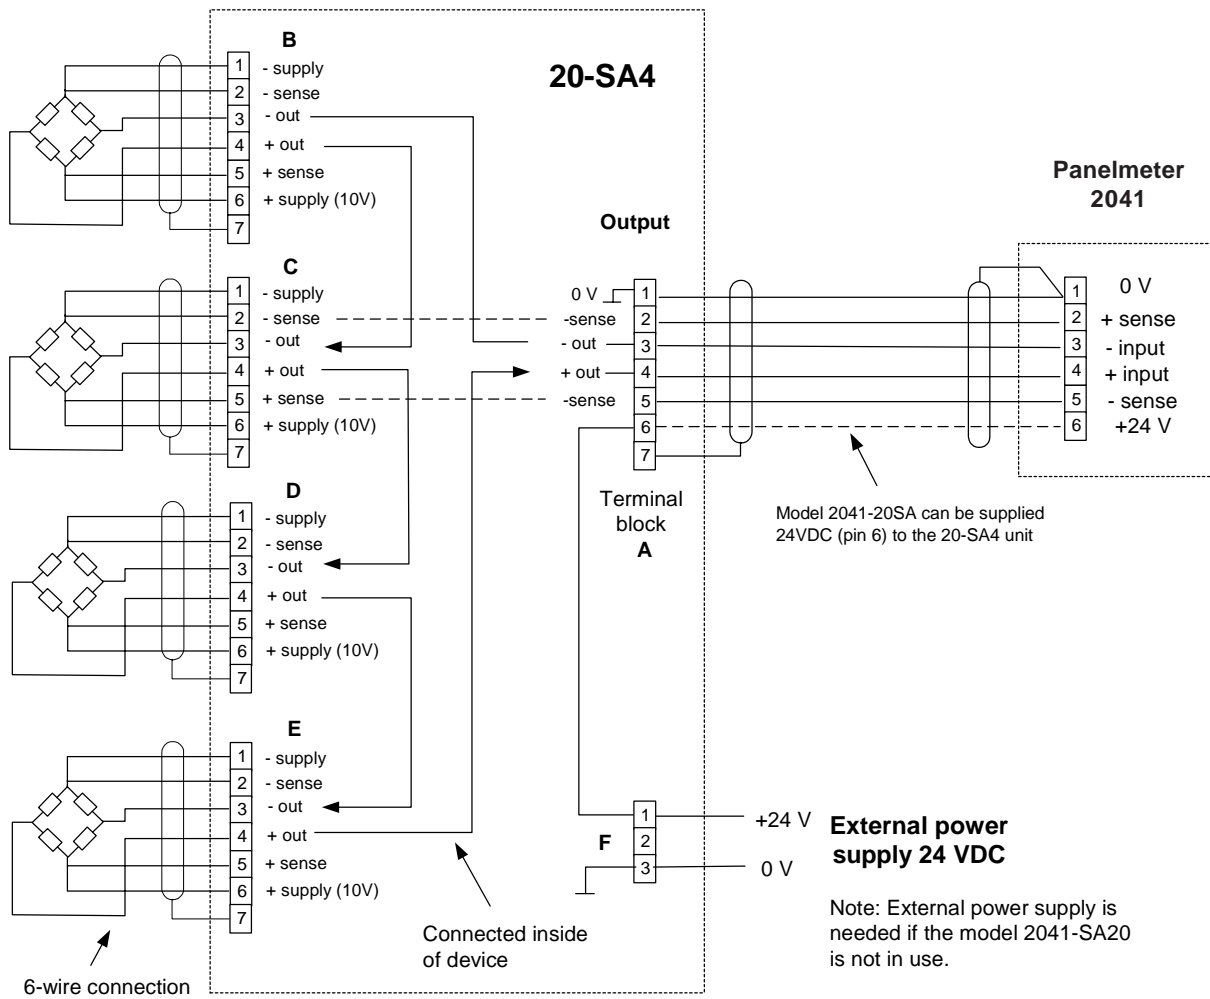 20-SA4
B
1 - supply
2 - sense
3 - out
4 + out
5 + sense
6 + supply (10V)
7
C
1 - supply
2 - sense
3 - out
4 + out
5 + sense
6 + supply (10V)
7
D
1 - supply
2 - sense
3 - out
4 + out
5 + sense
6 + supply (10V)
7
E
1 - supply
2 - sense
3 - out
4 + out
5 + sense
6 + supply (10V)
7
6-wire connection
Connected inside
of device
Output
0 V 1
-sense 2
- out 3
+ out 4
-sense 5
6
7
Terminal
block
A
Panelmeter
2041
1 0 V
2 + sense
3 - input
4 + input
5 - sense
6 +24 V
Model 2041-20SA can be supplied
24VDC (pin 6) to the 20-SA4 unit
F
1 +24 V
2
3 0 V
External power
supply 24 VDC
Note: External power supply is
needed if the model 2041-SA20
is not in use.